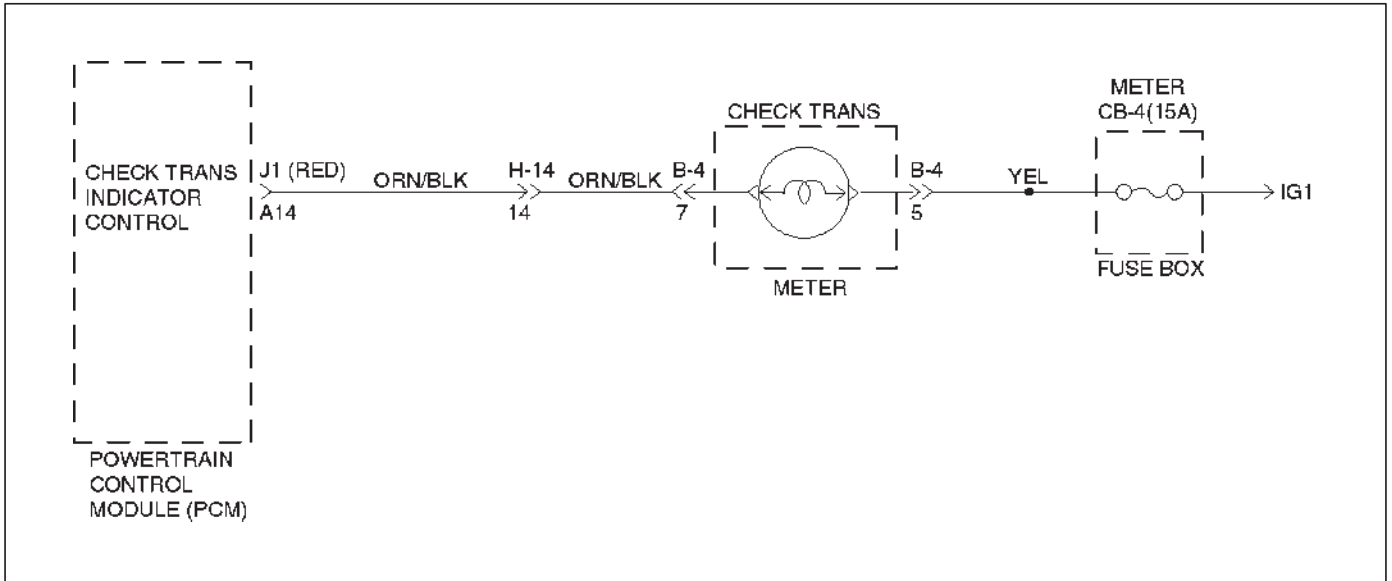 METER
CB-4(15A)
CHECK TRANS
CHECK TRANS
INDICATOR
CONTROL
J1 (RED)
A14
ORN/BLK
H-14
14
ORN/BLK
B-4
7
B-4
5
YEL
IG1
METER
FUSE BOX
POWERTRAIN
CONTROL
MODULE (PCM)